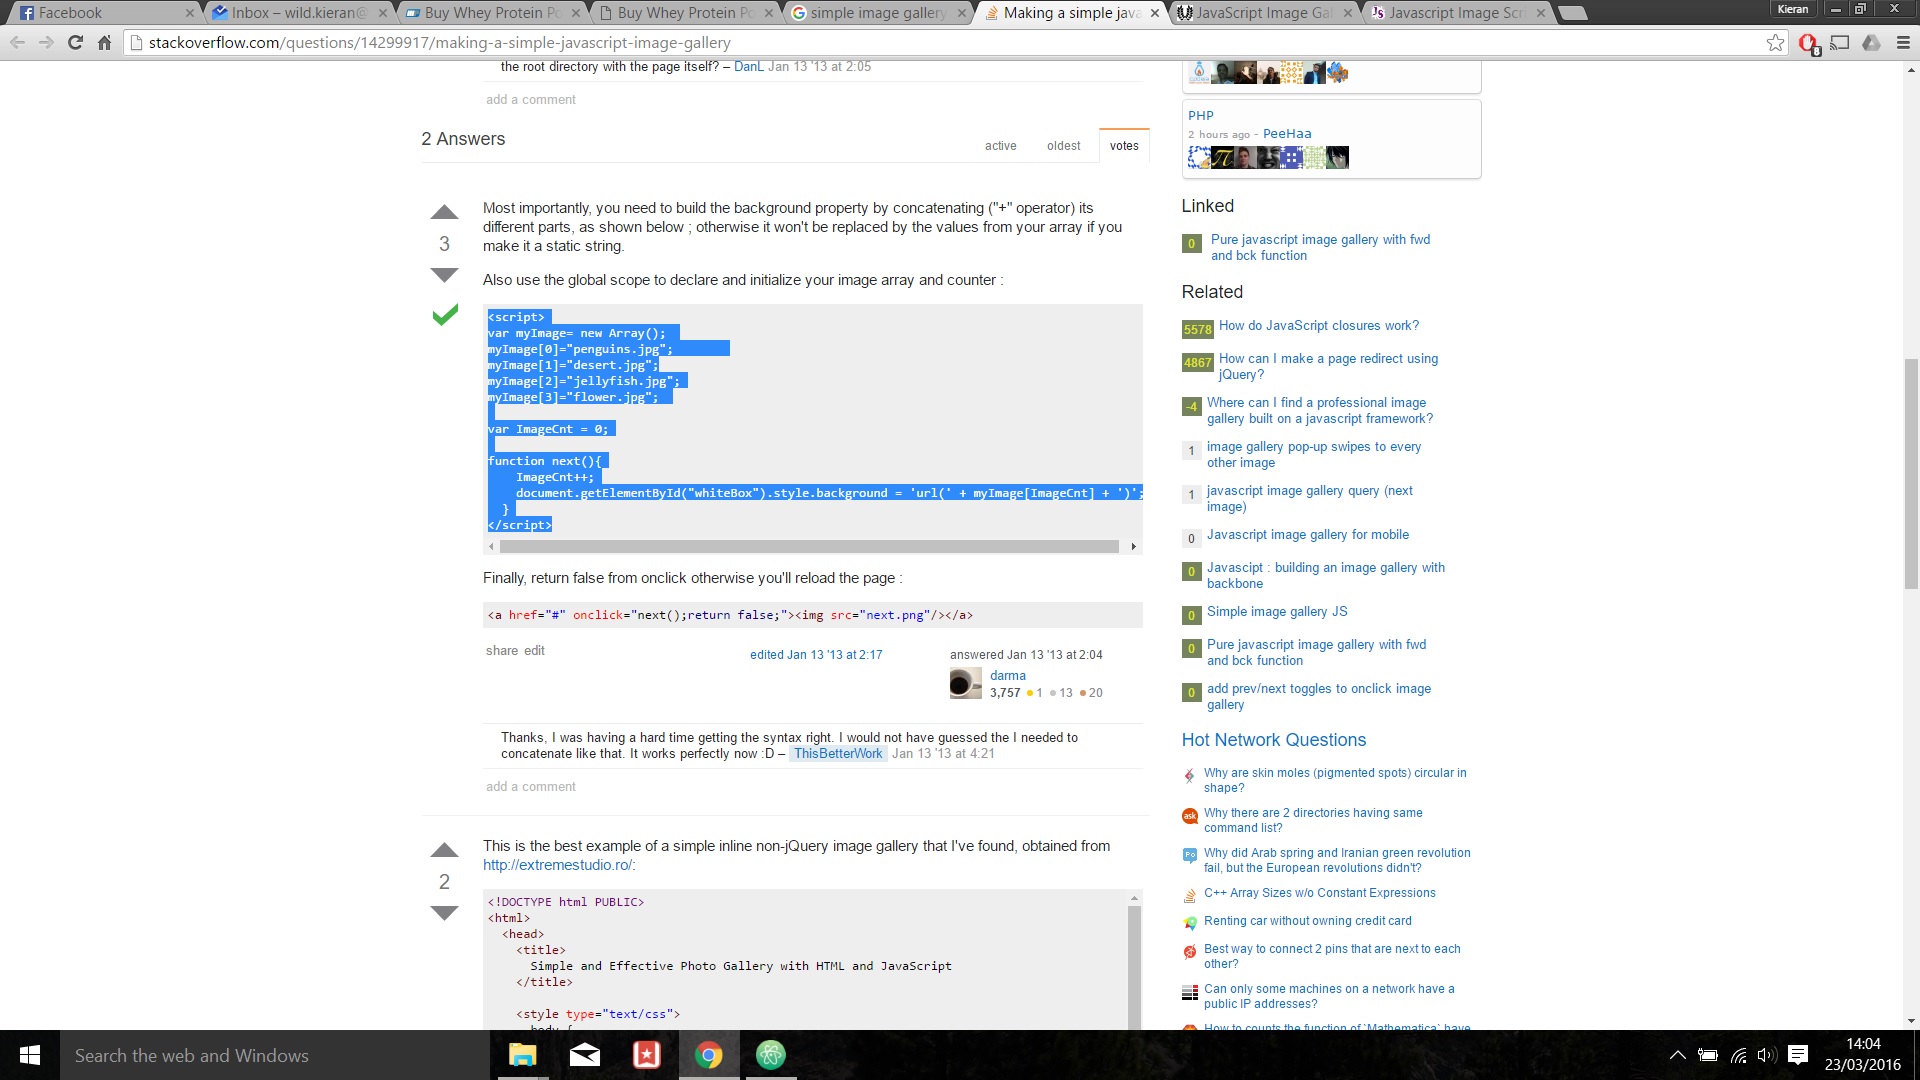 Facebook
Inbox – wild.kieran@
Buy Whey Protein Po
Buy Whey Protein Po
simple image gallery
Making a simple java
JavaScript Image Gal
Javascript Image Scri
Kieran
stackoverflow.com/questions/14299917/making-a-simple-javascript-image-gallery
the root directory with the page itself? – DanL Jan 13 '13 at 2:05
add a comment
2 Answers
active oldest votes
3
Most importantly, you need to build the background property by concatenating ("+" operator) its
different parts, as shown below ; otherwise it won't be replaced by the values from your array if you
make it a static string.
Also use the global scope to declare and initialize your image array and counter :
<script>
var myImage= new Array();
myImage[0]="penguins.jpg";
myImage[1]="desert.jpg";
myImage[2]="jellyfish.jpg";
myImage[3]="flower.jpg";
var ImageCnt = 0;
function next(){
ImageCnt++;
document.getElementById("whiteBox").style.background = 'url(' + myImage[ImageCnt] + ')';
}
</script>
Finally, return false from onclick otherwise you'll reload the page :
<a href="#" onclick="next();return false;"><img src="next.png"/></a>
share edit
edited Jan 13 '13 at 2:17
answered Jan 13 '13 at 2:04
darma
3,757 1 13 20
Thanks, I was having a hard time getting the syntax right. I would not have guessed the I needed to
concatenate like that. It works perfectly now :D – ThisBetterWork Jan 13 '13 at 4:21
add a comment
2
This is the best example of a simple inline non-jQuery image gallery that I've found, obtained from
http://extremestudio.ro/:
<!DOCTYPE html PUBLIC>
<html>
<head>
<title>
Simple and Effective Photo Gallery with HTML and JavaScript
</title>
<style type="text/css">
body {
PHP
2 hours ago - PeeHaa
Linked
0 Pure javascript image gallery with fwd
and bck function
Related
5578 How do JavaScript closures work?
4867 How can I make a page redirect using
jQuery?
-4 Where can I find a professional image
gallery built on a javascript framework?
1 image gallery pop-up swipes to every
other image
1 javascript image gallery query (next
image)
0 Javascript image gallery for mobile
0 Javascipt : building an image gallery with
backbone
0 Simple image gallery JS
0 Pure javascript image gallery with fwd
and bck function
0 add prev/next toggles to onclick image
gallery
Hot Network Questions
Why are skin moles (pigmented spots) circular in
shape?
ask Why there are 2 directories having same
command list?
Po Why did Arab spring and Iranian green revolution
fail, but the European revolutions didn't?
C++ Array Sizes w/o Constant Expressions
Renting car without owning credit card
Best way to connect 2 pins that are next to each
other?
Can only some machines on a network have a
public IP addresses?
How to counts the function of `Mathematica` have
Search the web and Windows
14:04
23/03/2016